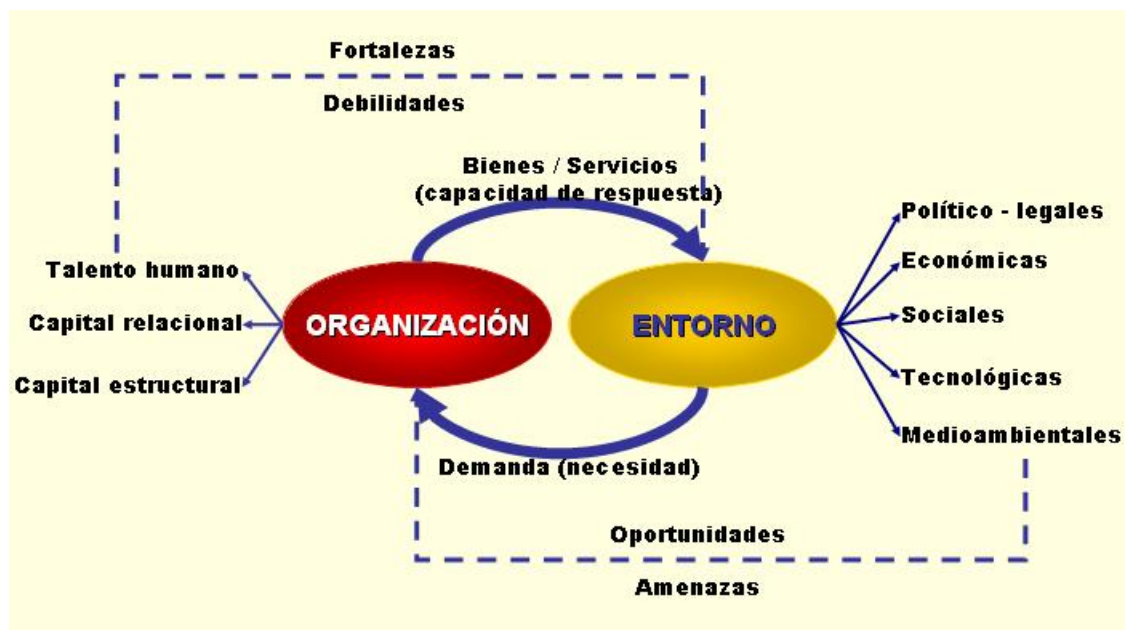 Fortalezas
Debilidades
Bienes / Servicios
(capacidad de respuesta)
Político - legales
Económicas
Talento humano
Capital relacional
ORGANIZACIÓN
ENTORNO
Sociales
Capital estructural
Tecnológicas
Medioambientales
Demanda (necesidad)
Oportunidades
Amenazas